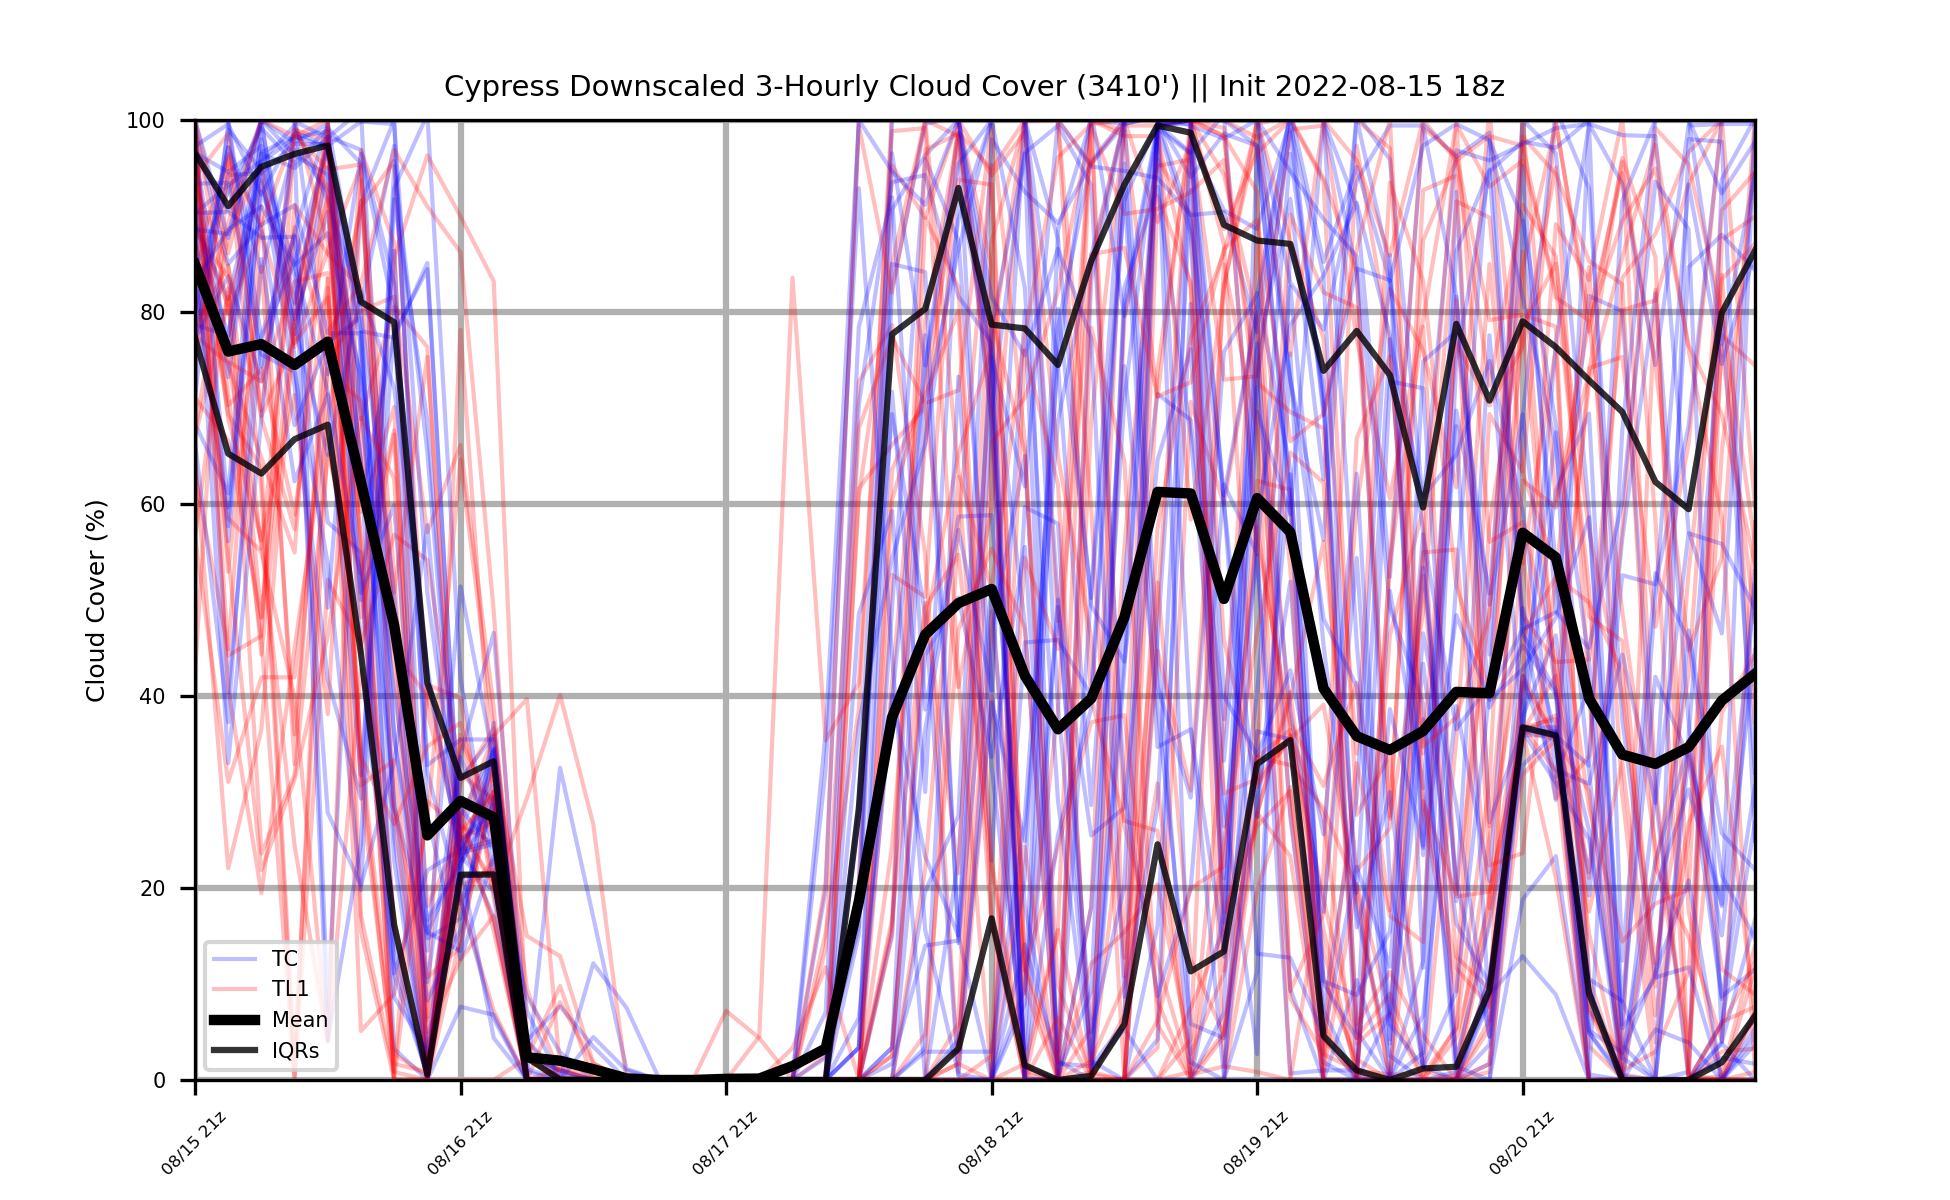 Cypress Downscaled 3-Hourly Cloud Cover (3410') || Init 2022-08-15 18z
Cloud Cover (%)
100
80
60
40
20
0
TC
TL1
Mean
IQRs
08/15 21z
08/16 21z
08/17 21z
08/18 21z
08/19 21z
08/20 21z